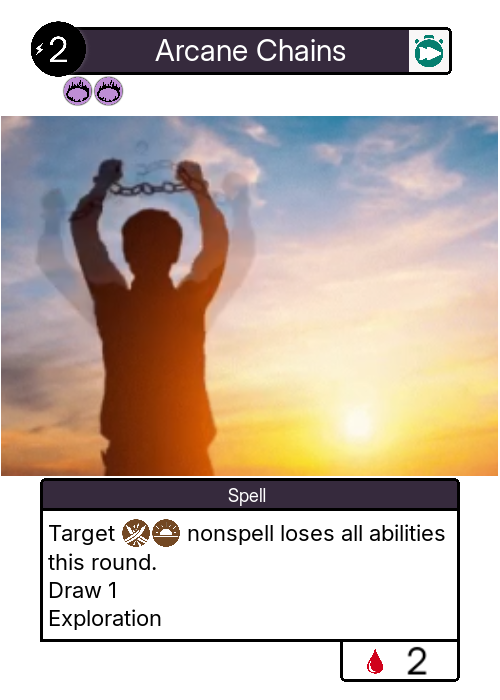 2
Arcane Chains
Spell
Target nonspell loses all abilities
this round.
Draw 1
Exploration
2